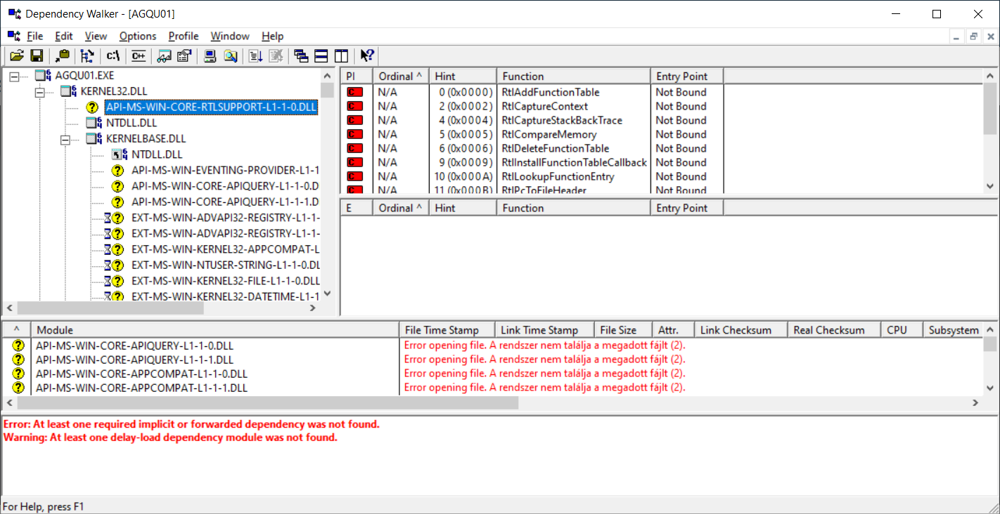 Dependency Walker - [AGQU01]
File Edit View Options Profile Window Help
c:\ C++
AGQU01.EXE
KERNEL32.DLL
API-MS-WIN-CORE-RTLSUPPORT-L1-1-0.DLL
NTDLL.DLL
KERNELBASE.DLL
NTDLL.DLL
API-MS-WIN-EVENTING-PROVIDER-L1-1
API-MS-WIN-CORE-APIQUERY-L1-1-0.D
API-MS-WIN-CORE-APIQUERY-L1-1-1.D
EXT-MS-WIN-ADVAPI32-REGISTRY-L1-1-
EXT-MS-WIN-ADVAPI32-REGISTRY-L1-1-
EXT-MS-WIN-KERNEL32-APPCOMPAT-L
EXT-MS-WIN-NTUSER-STRING-L1-1-0.DL
EXT-MS-WIN-KERNEL32-FILE-L1-1-0.DLL
EXT-MS-WIN-KERNEL32-DATETIME-L1-1
PI Ordinal ^ Hint Function Entry Point
C N/A 0 (0x0000) RtlAddFunctionTable Not Bound
C N/A 2 (0x0002) RtlCaptureContext Not Bound
C N/A 4 (0x0004) RtlCaptureStackBackTrace Not Bound
C N/A 5 (0x0005) RtlCompareMemory Not Bound
C N/A 6 (0x0006) RtlDeleteFunctionTable Not Bound
C N/A 9 (0x0009) RtlInstallFunctionTableCallback Not Bound
C N/A 10 (0x000A) RtlLookupFunctionEntry Not Bound
C N/A 11 (0x000B) RtlPcToFileHeader Not Bound
E Ordinal ^ Hint Function Entry Point
^ Module File Time Stamp Link Time Stamp File Size Attr. Link Checksum Real Checksum CPU Subsystem
API-MS-WIN-CORE-APIQUERY-L1-1-0.DLL Error opening file. A rendszer nem találja a megadott fájlt (2).
API-MS-WIN-CORE-APIQUERY-L1-1-1.DLL Error opening file. A rendszer nem találja a megadott fájlt (2).
API-MS-WIN-CORE-APPCOMPAT-L1-1-0.DLL Error opening file. A rendszer nem találja a megadott fájlt (2).
API-MS-WIN-CORE-APPCOMPAT-L1-1-1.DLL Error opening file. A rendszer nem találja a megadott fájlt (2).
Error: At least one required implicit or forwarded dependency was not found.
Warning: At least one delay-load dependency module was not found.
For Help, press F1